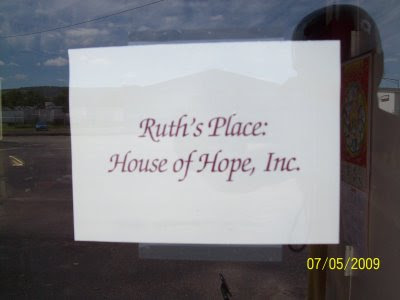 Ruth's Place:
House of Hope, Inc.
07/05/2009